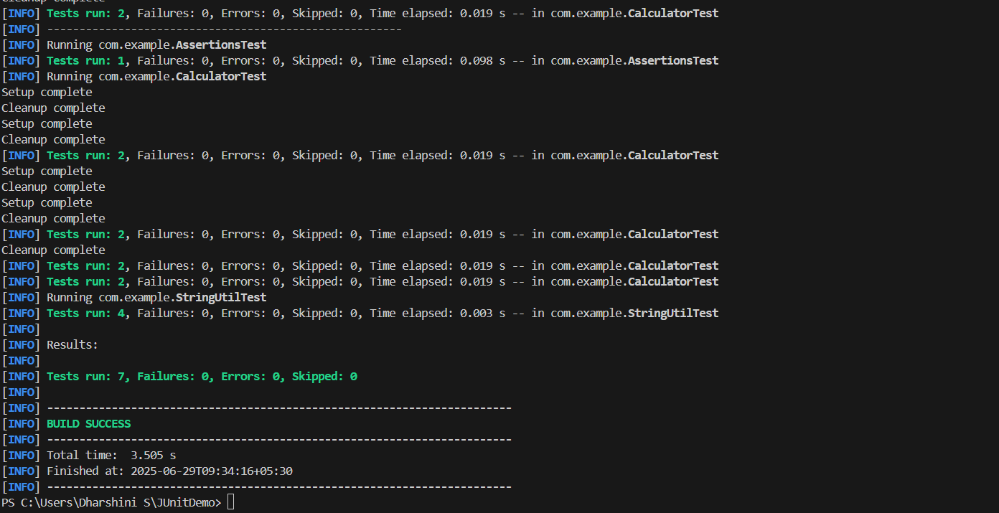 Cleanup complete
[INFO] Tests run: 2, Failures: 0, Errors: 0, Skipped: 0, Time elapsed: 0.019 s -- in com.example.CalculatorTest
[INFO] -------------------------------------------------------
[INFO] Running com.example.AssertionsTest
[INFO] Tests run: 1, Failures: 0, Errors: 0, Skipped: 0, Time elapsed: 0.098 s -- in com.example.AssertionsTest
[INFO] Running com.example.CalculatorTest
Setup complete
Cleanup complete
Setup complete
Cleanup complete
[INFO] Tests run: 2, Failures: 0, Errors: 0, Skipped: 0, Time elapsed: 0.019 s -- in com.example.CalculatorTest
Setup complete
Cleanup complete
Setup complete
Cleanup complete
[INFO] Tests run: 2, Failures: 0, Errors: 0, Skipped: 0, Time elapsed: 0.019 s -- in com.example.CalculatorTest
Cleanup complete
[INFO] Tests run: 2, Failures: 0, Errors: 0, Skipped: 0, Time elapsed: 0.019 s -- in com.example.CalculatorTest
[INFO] Tests run: 2, Failures: 0, Errors: 0, Skipped: 0, Time elapsed: 0.019 s -- in com.example.CalculatorTest
[INFO] Running com.example.StringUtilTest
[INFO] Tests run: 4, Failures: 0, Errors: 0, Skipped: 0, Time elapsed: 0.003 s -- in com.example.StringUtilTest
[INFO]
[INFO] Results:
[INFO]
[INFO] Tests run: 7, Failures: 0, Errors: 0, Skipped: 0
[INFO]
[INFO] ------------------------------------------------------------------------
[INFO] BUILD SUCCESS
[INFO] ------------------------------------------------------------------------
[INFO] Total time:  3.505 s
[INFO] Finished at: 2025-06-29T09:34:16+05:30
[INFO] ------------------------------------------------------------------------
PS C:\Users\Dharshini S\JUnitDemo>